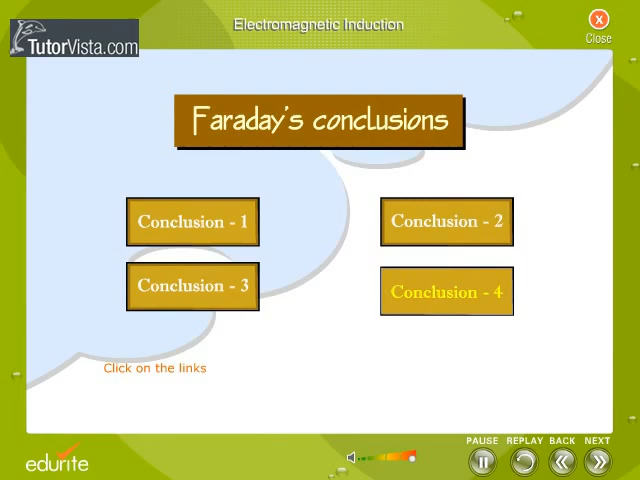 Electromagnetic Induction
x
Close
TutorVista.com
Faraday's conclusions
Conclusion - 1
Conclusion - 2
Conclusion - 3
Conclusion - 4
Click on the links
PAUSE REPLAY BACK NEXT
edurite